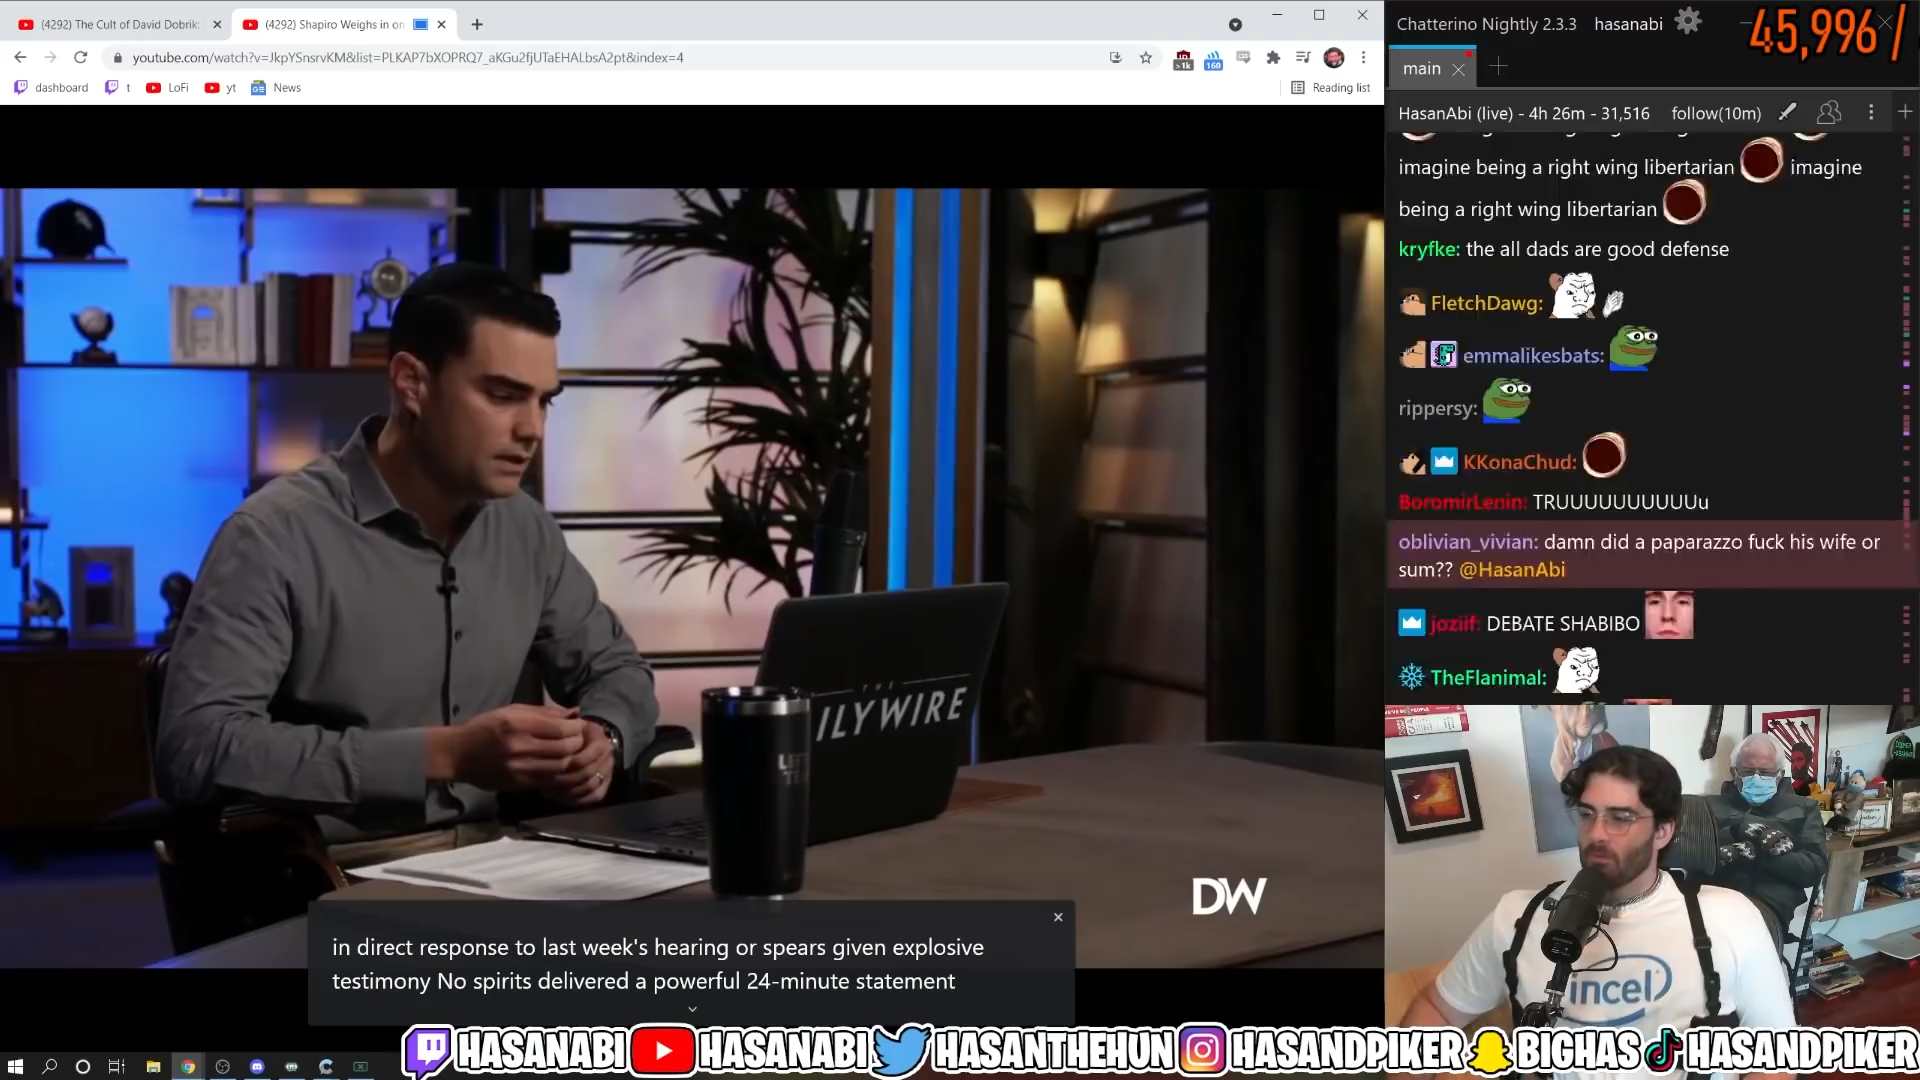 (4292) The Cult of David Dobrik:
(4292) Shapiro Weighs in on
youtube.com/watch?v=JkpYSnsrvKM&list=PLKAP7bXOPRQ7_aKGu2fjUTaEHALbsA2pt&index=4
>1k
160
dashboard
t
LoFi
yt
News
Reading list
Chatterino Nightly 2.3.3
hasanabi
45,996 /
main
HasanAbi (live) - 4h 26m - 31,516
follow(10m)
imagine being a right wing libertarian imagine
being a right wing libertarian
kryfke: the all dads are good defense
FletchDawg:
emmalikesbats:
rippersy:
KKonaChud:
BoromirLenin: TRUUUUUUUUUUu
oblivian_vivian: damn did a paparazzo fuck his wife or
sum?? @HasanAbi
joziif: DEBATE SHABIBO
TheFlanimal:
THE
ILYWIRE
DW
in direct response to last week's hearing or spears given explosive
testimony No spirits delivered a powerful 24-minute statement
incel
HASANABI
HASANABI
HASANTHEHUN
HASANDPIKER
BIGHAS
HASANDPIKER